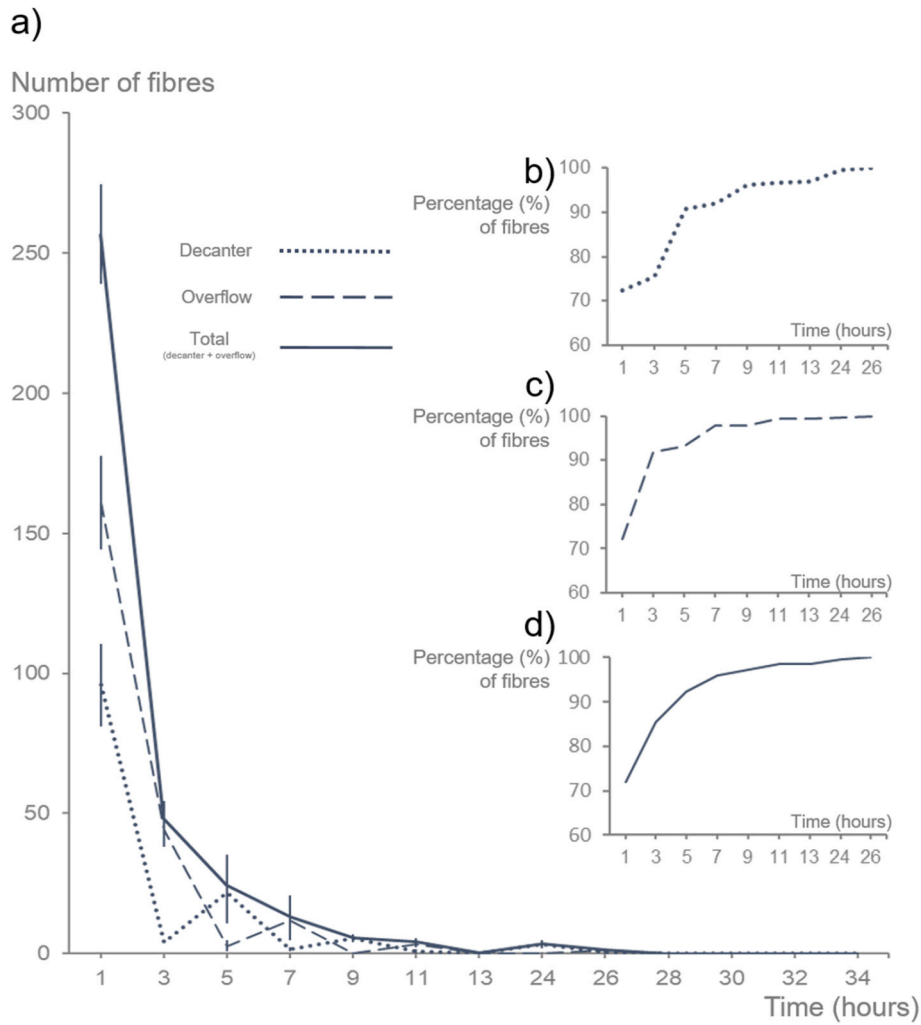 a)
Number of fibres
300
250
200
150
100
50
0
1 3 5 7 9 11 13 24 26 28 30 32 34
Time (hours)
Decanter
Overflow
Total
(decanter + overflow)
b)
Percentage (%)
of fibres
100
90
80
70
60
Time (hours)
1 3 5 7 9 11 13 24 26
c)
Percentage (%)
of fibres
100
90
80
70
60
Time (hours)
1 3 5 7 9 11 13 24 26
d)
Percentage (%)
of fibres
100
90
80
70
60
Time (hours)
1 3 5 7 9 11 13 24 26